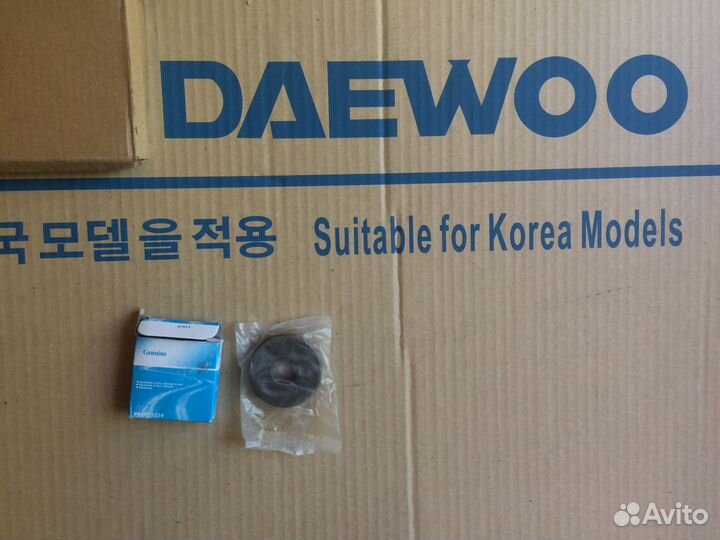 DAEWOO
국 모델을 적용 Suitable for Korea Models
Genuine
Avito